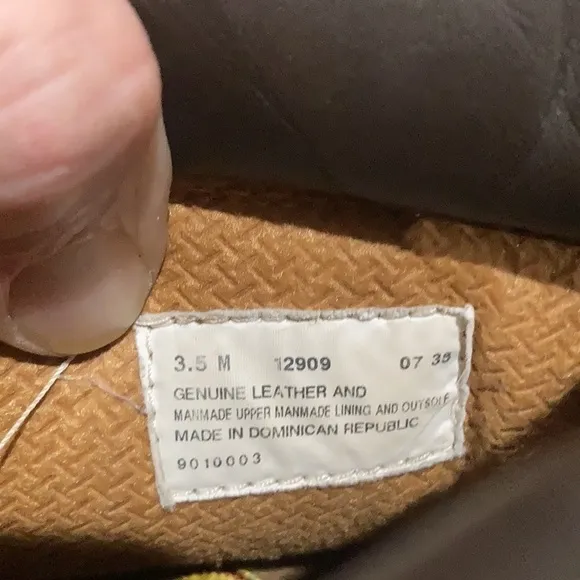 3.5 M 12909 07 35
GENUINE LEATHER AND
MANMADE UPPER MANMADE LINING AND OUTSOLE
MADE IN DOMINICAN REPUBLIC
9010003